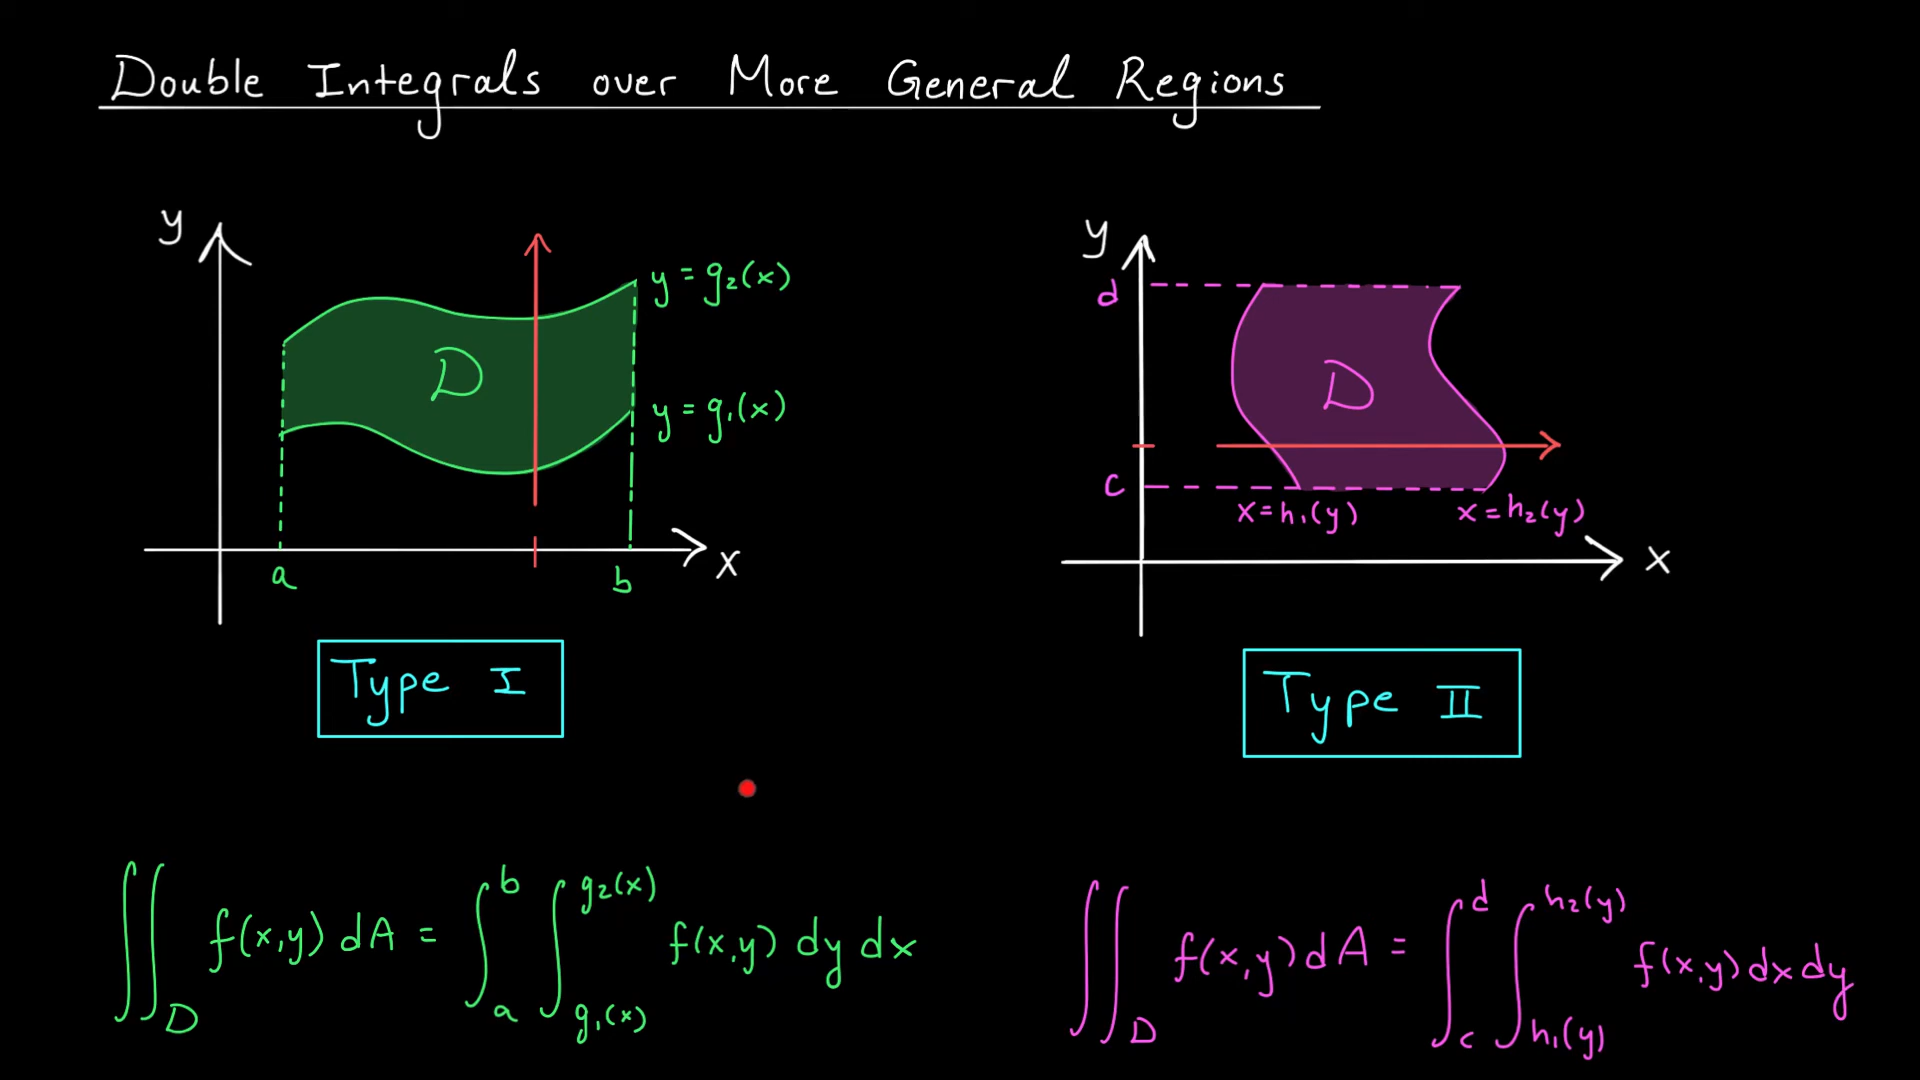 Double Integrals over More General Regions
y
y = g₂(x)
D
y = g₁(x)
x
a
b
Type I
∬_D f(x,y) dA = ∫_a^b ∫_{g₁(x)}^{g₂(x)} f(x,y) dy dx
y
d
D
c
x = h₁(y)
x = h₂(y)
x
Type II
∬_D f(x,y) dA = ∫_c^d ∫_{h₁(y)}^{h₂(y)} f(x,y) dx dy